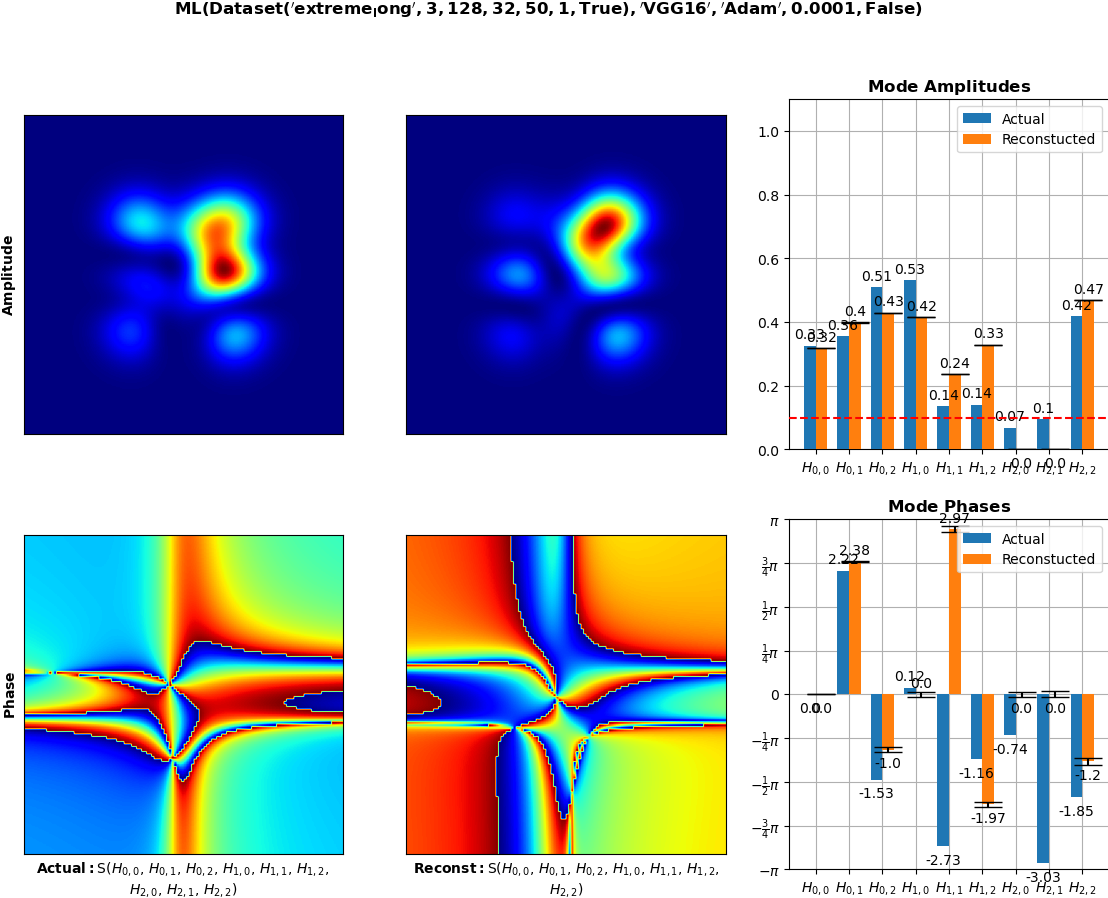 ML(Dataset('extreme_long', 3, 128, 32, 50, 1, True), 'VGG16', 'Adam', 0.0001, False)
Amplitude
Mode Amplitudes
Actual
Reconstucted
1.0
0.8
0.6
0.4
0.2
0.0
0.33 0.36 0.51 0.53 0.14 0.14 0.07 0.1 0.42
0.32 0.4 0.43 0.42 0.24 0.33 0.0 0.0 0.47
H0,0 H0,1 H0,2 H1,0 H1,1 H1,2 H2,0 H2,1 H2,2
Phase
Actual: S(H0,0, H0,1, H0,2, H1,0, H1,1, H1,2,
H2,0, H2,1, H2,2)
Reconst: S(H0,0, H0,1, H0,2, H1,0, H1,1, H1,2,
H2,2)
Mode Phases
Actual
Reconstucted
π
3/4π
1/2π
1/4π
0
−1/4π
−1/2π
−3/4π
−π
0.0 2.22 -1.53 0.12 -2.73 -1.16 -0.74 -3.03 -1.85
0.0 2.38 -1.0 0.0 2.97 -1.97 0.0 0.0 -1.2
H0,0 H0,1 H0,2 H1,0 H1,1 H1,2 H2,0 H2,1 H2,2